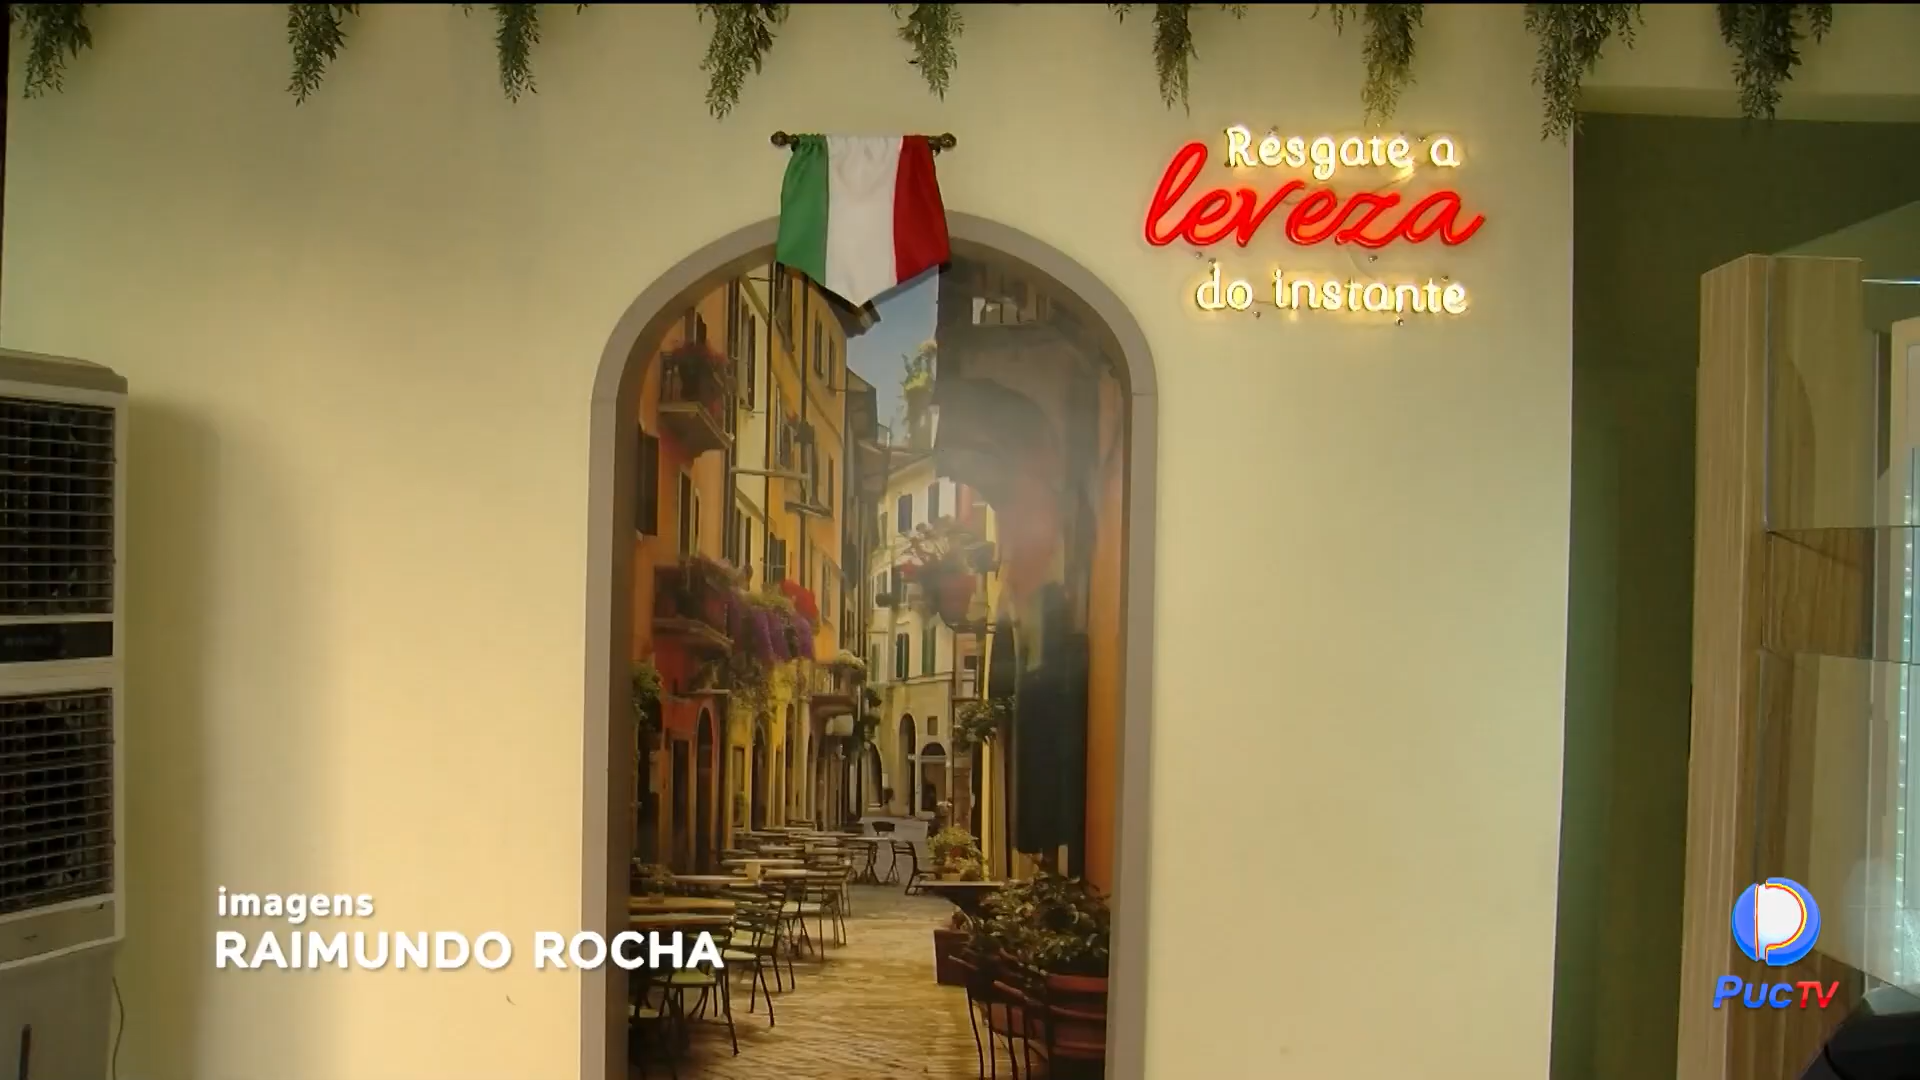 Resgate a
leveza
do instante
imagens
RAIMUNDO ROCHA
PUCTV